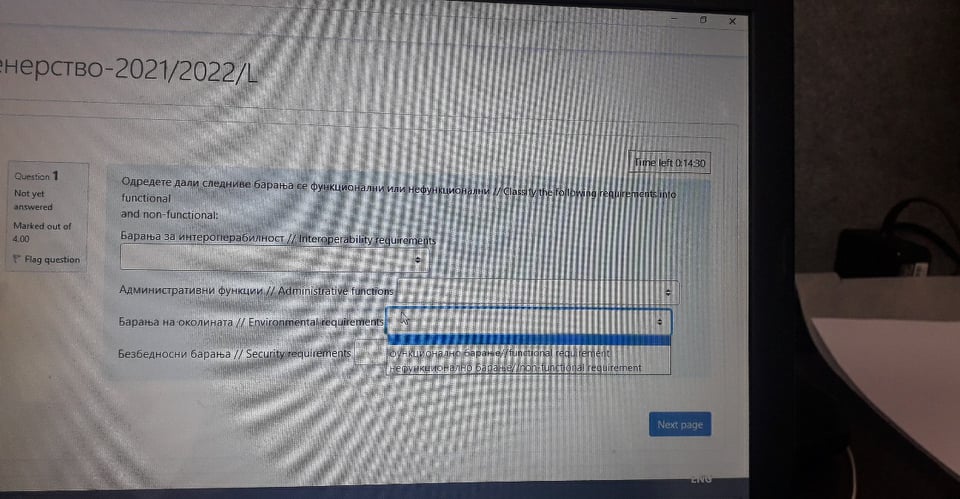 енерство-2021/2022/L
Time left 0:14:30
Question 1
Not yet
answered
Marked out of
4.00
Flag question
Одредете дали следниве барања се функционални или нефункционални // Classify the following requirements into
functional
and non-functional:
Барања за интероперабилност // Interoperability requirements
Административни функции // Administrative functions
Барања на околината // Environmental requirements
функционално барање//functional requirement
нефункционално барање//non-functional requirement
Безбедносни барања // Security requirements
Next page
ENG